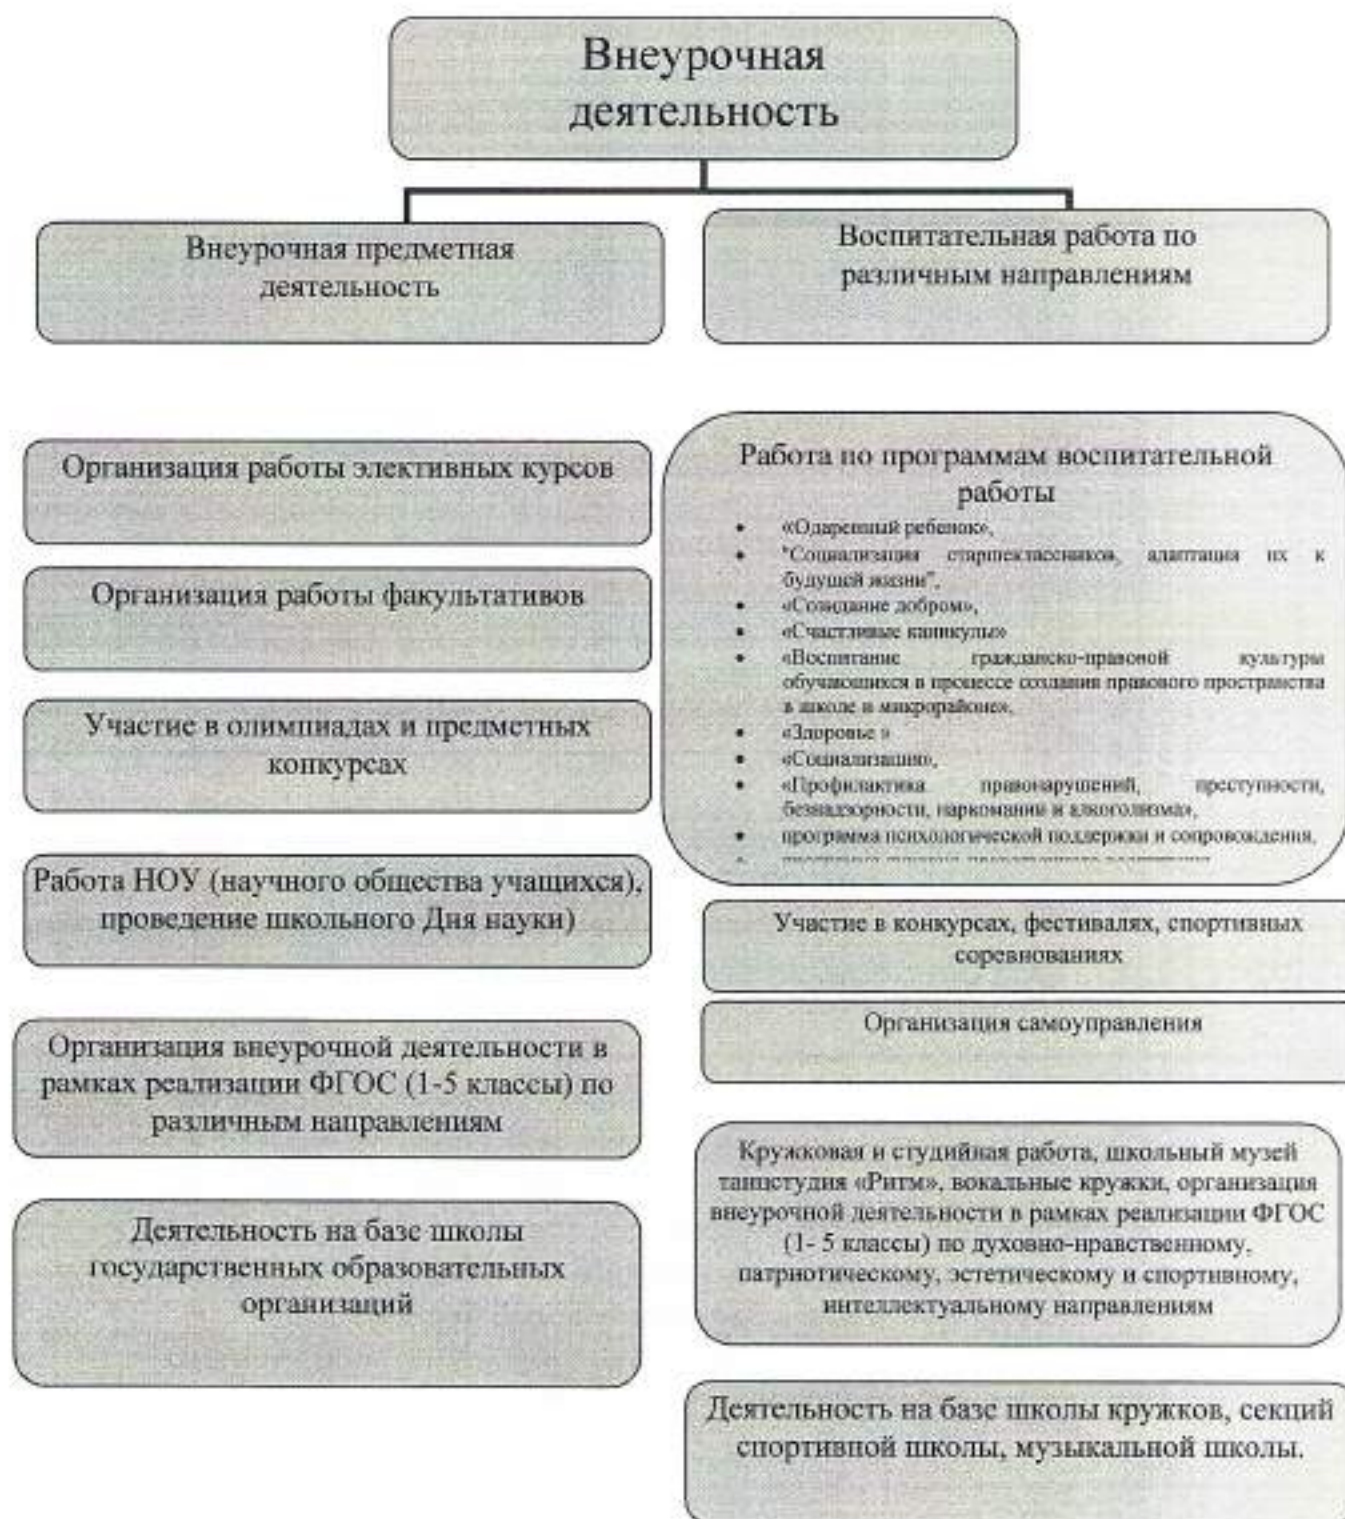 Внеурочная
деятельность
Внеурочная предметная
деятельность
Воспитательная работа по
различным направлениям
Организация работы элективных курсов
Организация работы факультативов
Участие в олимпиадах и предметных
конкурсах
Работа НОУ (научного общества учащихся),
проведение школьного Дня науки)
Организация внеурочной деятельности в
рамках реализации ФГОС (1-5 классы) по
различным направлениям
Деятельность на базе школы
государственных образовательных
организаций
Работа по программам воспитательной
работы
• «Одаренный ребенок»,
• "Социализация старшеклассников, адаптация их к
будущей жизни",
• «Созидание добром»,
• «Счастливые каникулы»
• «Воспитание гражданско-правовой культуры
обучающихся в процессе создания правового пространства
в школе и микрорайоне»,
• «Здоровье »
• «Социализация»,
• «Профилактика правонарушений, преступности,
безнадзорности, наркомании и алкоголизма»,
• программа психологической поддержки и сопровождения,
Участие в конкурсах, фестивалях, спортивных
соревнованиях
Организация самоуправления
Кружковая и студийная работа, школьный музей
танцстудия «Ритм», вокальные кружки, организация
внеурочной деятельности в рамках реализации ФГОС
(1- 5 классы) по духовно-нравственному,
патриотическому, эстетическому и спортивному,
интеллектуальному направлениям
Деятельность на базе школы кружков, секций
спортивной школы, музыкальной школы.